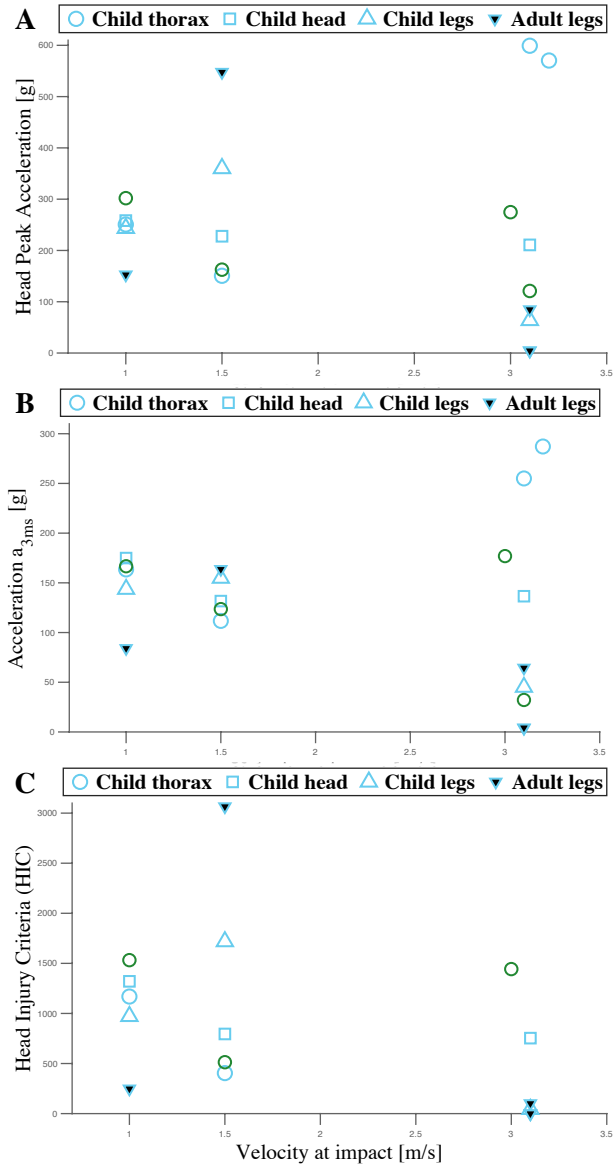 A
Child thorax Child head Child legs Adult legs
Head Peak Acceleration [g]
600
500
400
300
200
100
0
1 1.5 2 2.5 3 3.5
B
Child thorax Child head Child legs Adult legs
Acceleration a3ms [g]
300
250
200
150
100
50
0
1 1.5 2 2.5 3 3.5
C
Child thorax Child head Child legs Adult legs
Head Injury Criteria (HIC)
3000
2500
2000
1500
1000
500
0
1 1.5 2 2.5 3 3.5
Velocity at impact [m/s]